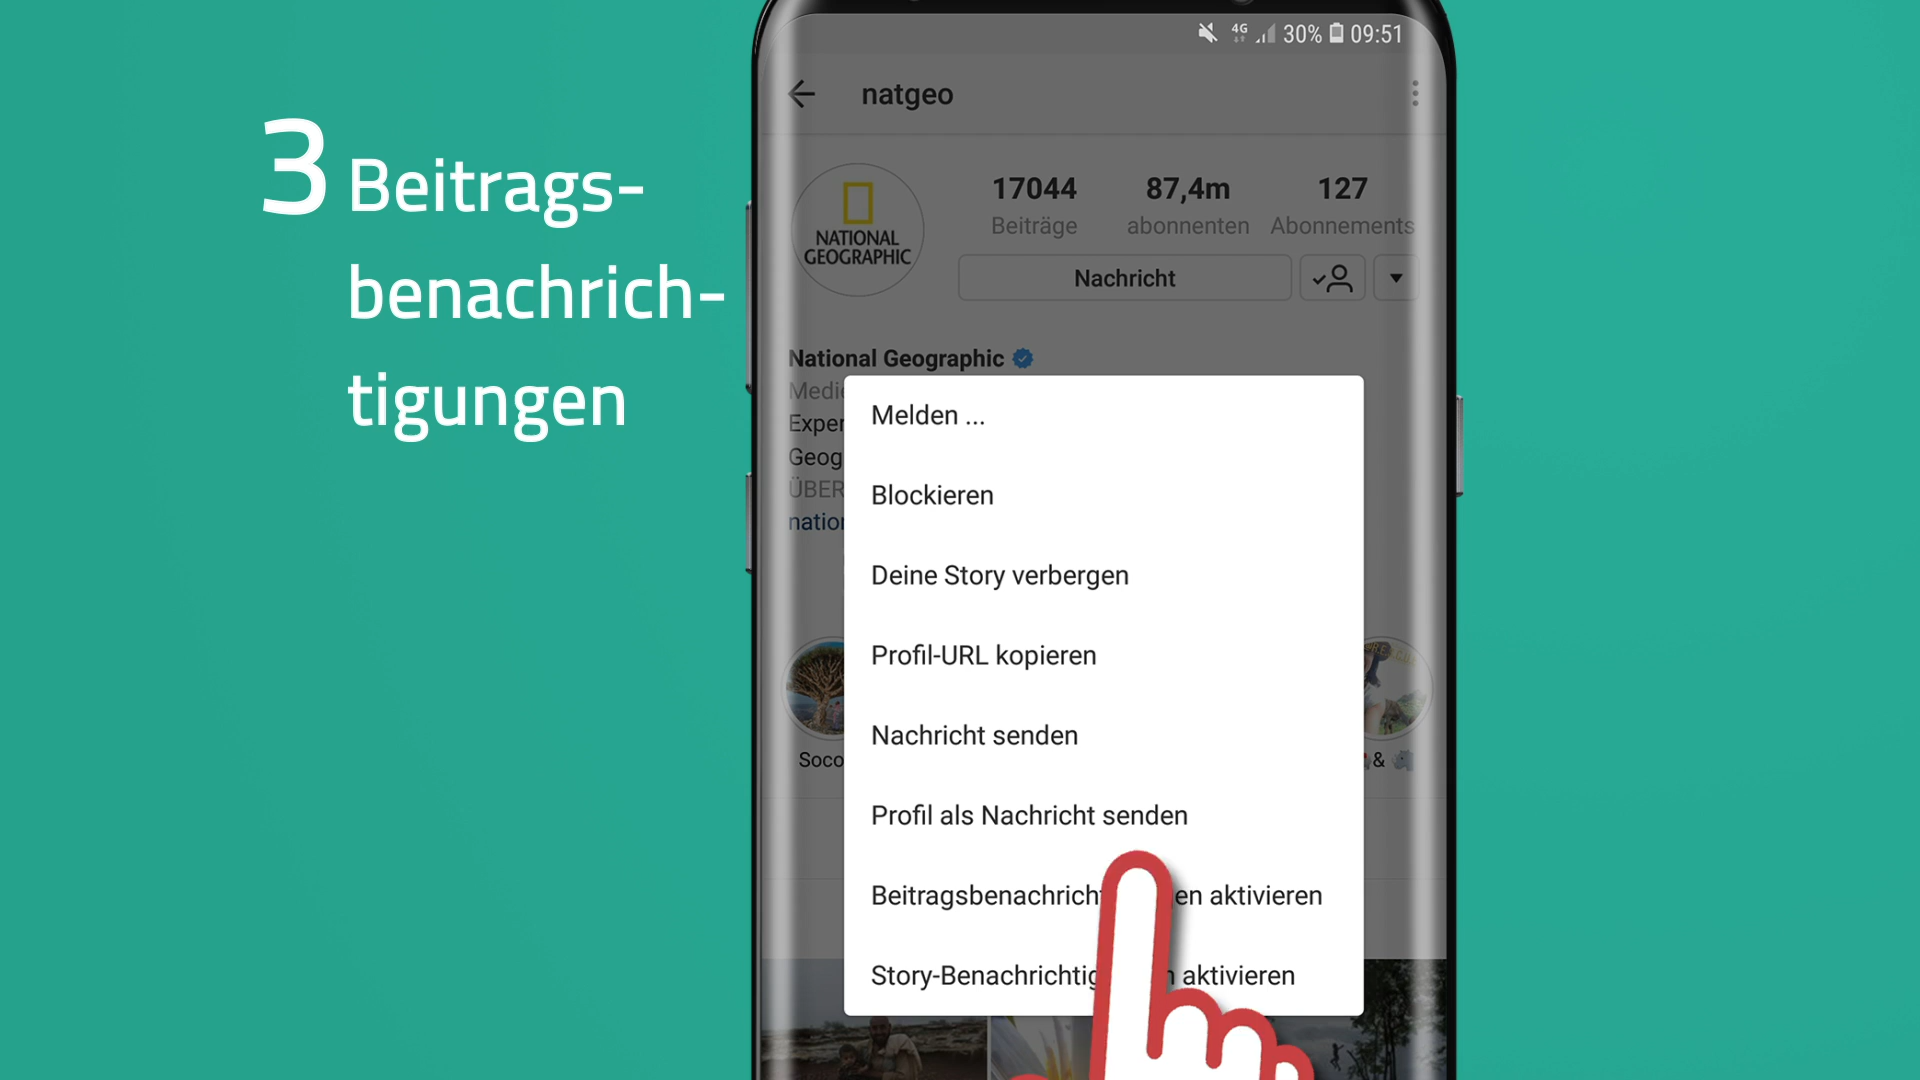 3 Beitrags-
benachrich-
tigungen
4G 30% 09:51
natgeo
17044 87,4m 127
Beiträge abonnenten Abonnements
NATIONAL
GEOGRAPHIC
Nachricht
National Geographic
Melden ...
Blockieren
Deine Story verbergen
Profil-URL kopieren
Nachricht senden
Profil als Nachricht senden
aktivieren
aktivieren
&